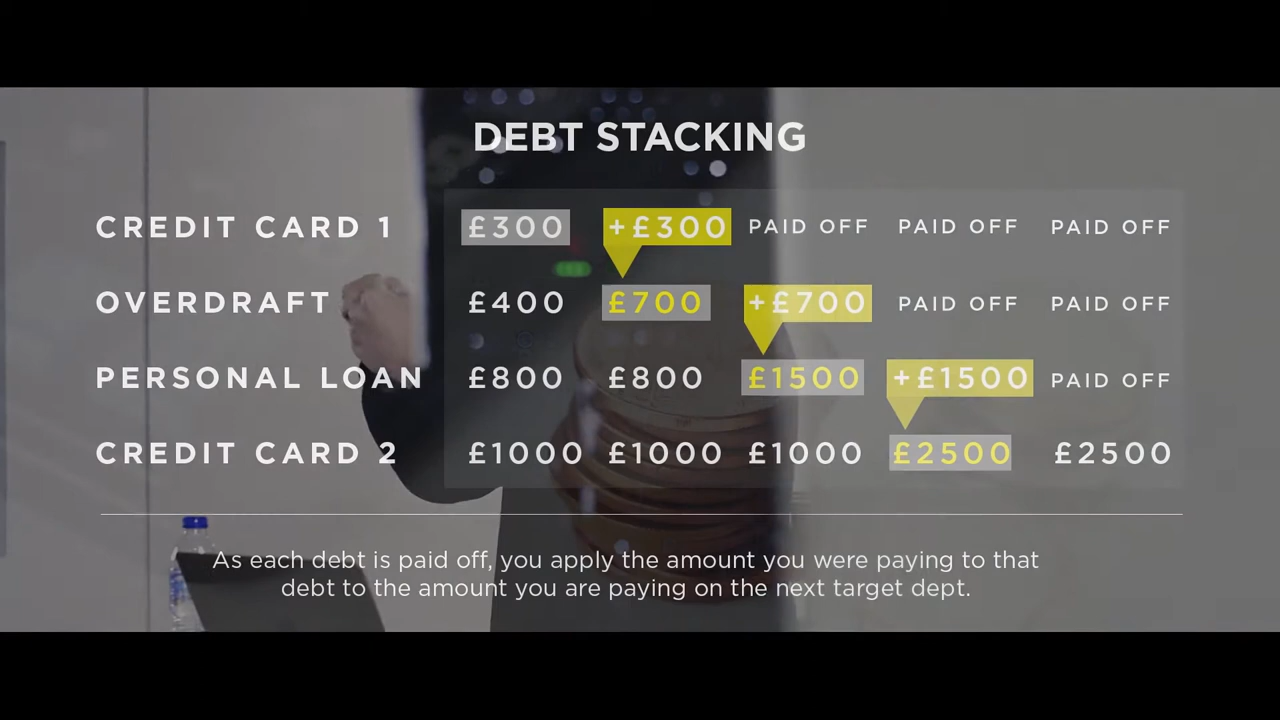 DEBT STACKING
CREDIT CARD 1 £300 +£300 PAID OFF PAID OFF PAID OFF
OVERDRAFT £400 £700 +£700 PAID OFF PAID OFF
PERSONAL LOAN £800 £800 £1500 +£1500 PAID OFF
CREDIT CARD 2 £1000 £1000 £1000 £2500 £2500
As each debt is paid off, you apply the amount you were paying to that
debt to the amount you are paying on the next target dept.